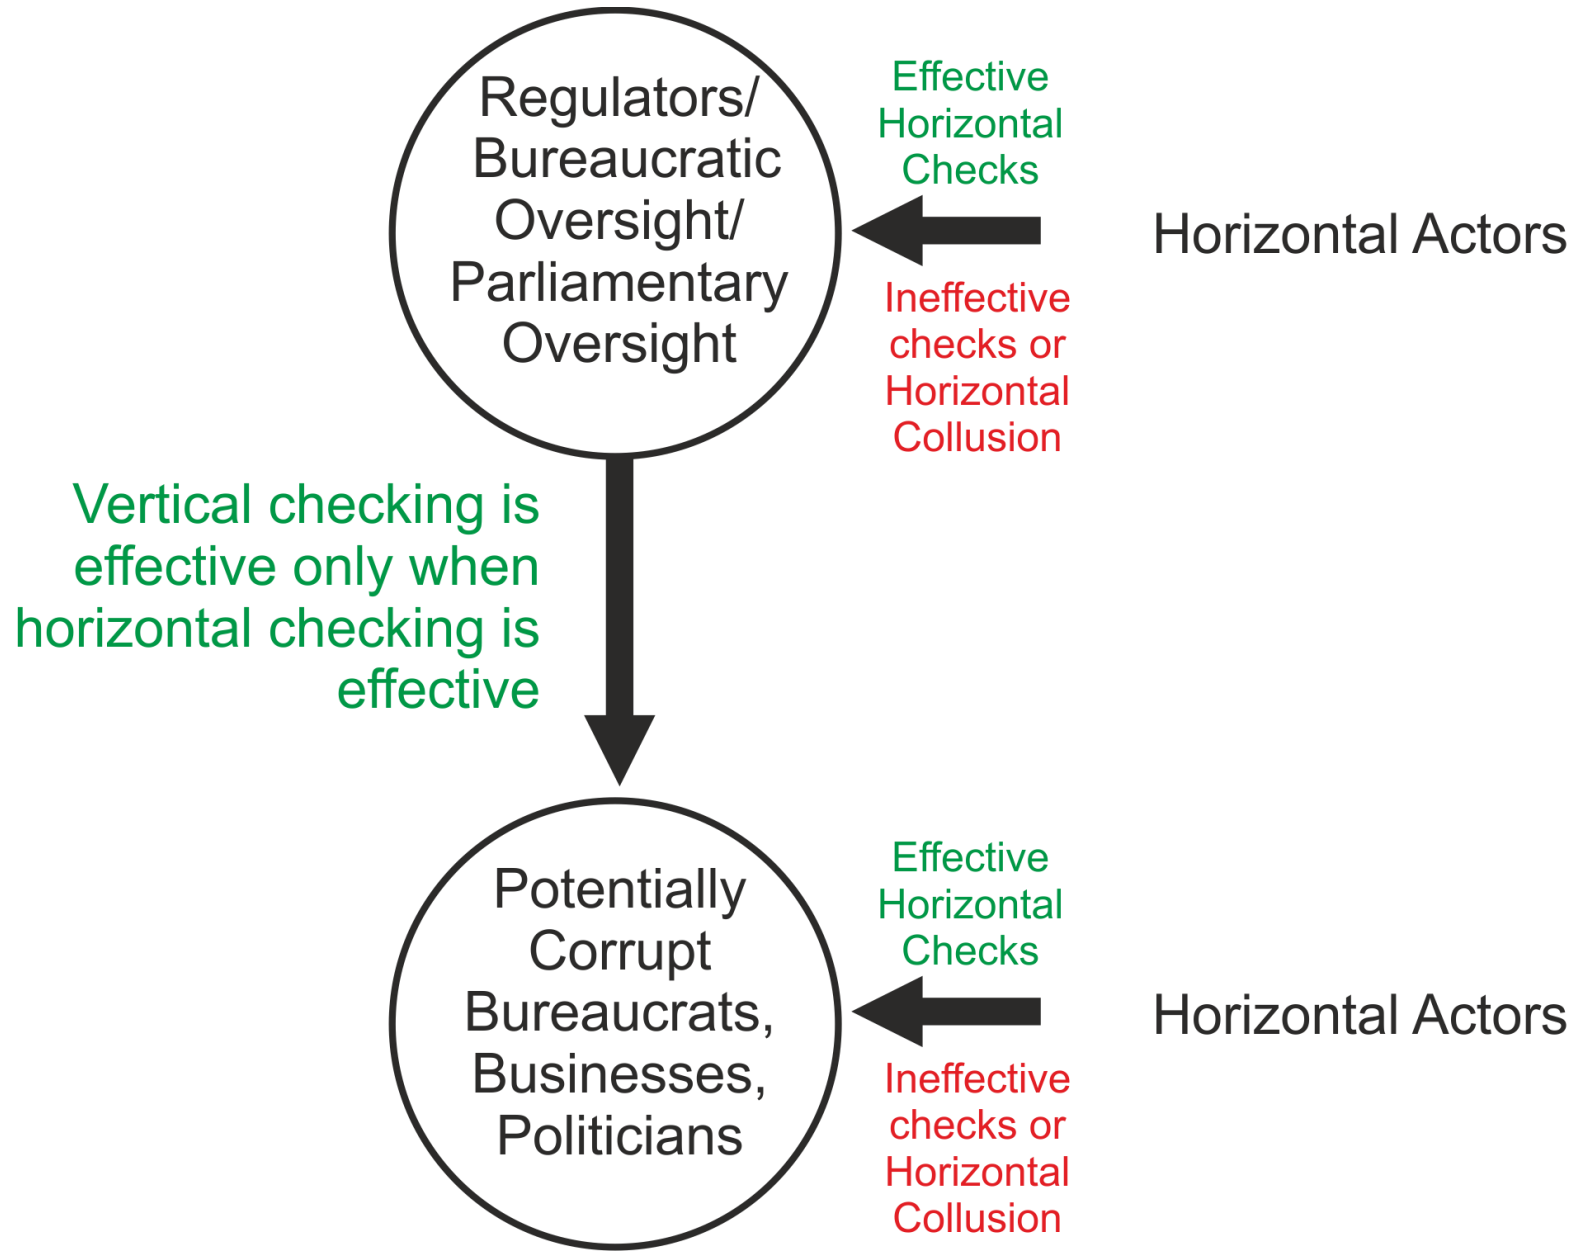 Regulators/
Bureaucratic
Oversight/
Parliamentary
Oversight
Effective
Horizontal
Checks
Ineffective
checks or
Horizontal
Collusion
Horizontal Actors
Vertical checking is
effective only when
horizontal checking is
effective
Potentially
Corrupt
Bureaucrats,
Businesses,
Politicians
Effective
Horizontal
Checks
Ineffective
checks or
Horizontal
Collusion
Horizontal Actors